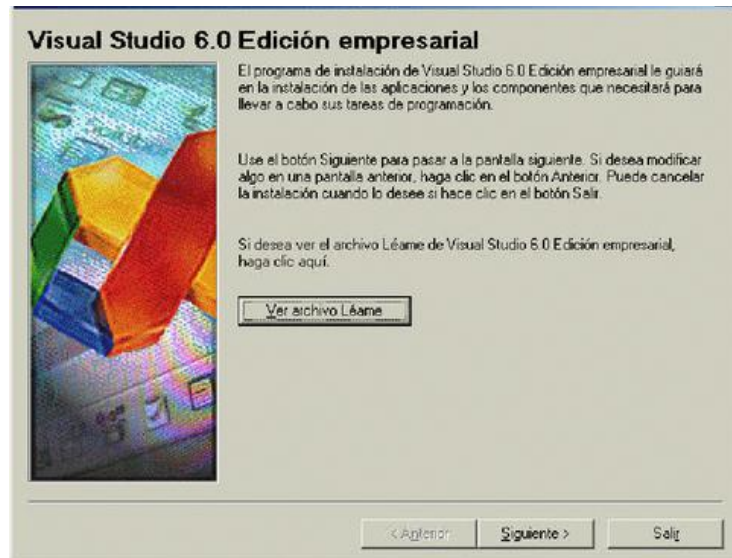 Visual Studio 6.0 Edición empresarial
El programa de instalación de Visual Studio 6.0 Edición empresarial le guiará
en la instalación de las aplicaciones y los componentes que necesitará para
llevar a cabo sus tareas de programación.
Use el botón Siguiente para pasar a la pantalla siguiente. Si desea modificar
algo en una pantalla anterior, haga clic en el botón Anterior. Puede cancelar
la instalación cuando lo desee si hace clic en el botón Salir.
Si desea ver el archivo Léame de Visual Studio 6.0 Edición empresarial,
haga clic aquí.
Ver archivo Léame
< Anterior
Siguiente >
Salir